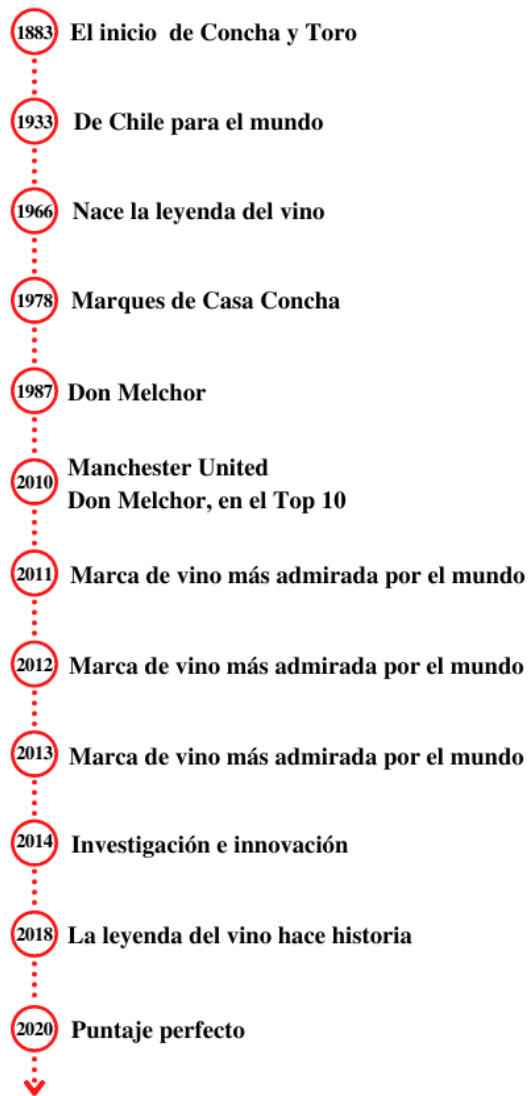 1883 El inicio de Concha y Toro
1933 De Chile para el mundo
1966 Nace la leyenda del vino
1978 Marques de Casa Concha
1987 Don Melchor
2010 Manchester United
Don Melchor, en el Top 10
2011 Marca de vino más admirada por el mundo
2012 Marca de vino más admirada por el mundo
2013 Marca de vino más admirada por el mundo
2014 Investigación e innovación
2018 La leyenda del vino hace historia
2020 Puntaje perfecto